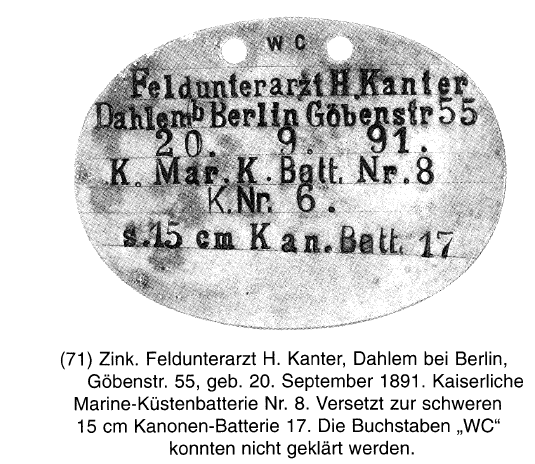 W C
Feldunterarzt H.Kanter
Dahlem b Berlin Göbenstr 55
20. 9. 91.
K. Mar. K. Batt. Nr. 8
K.Nr. 6.
s. 15 cm Kan. Batt. 17
(71) Zink. Feldunterarzt H. Kanter, Dahlem bei Berlin,
Göbenstr. 55, geb. 20. September 1891. Kaiserliche
Marine-Küstenbatterie Nr. 8. Versetzt zur schweren
15 cm Kanonen-Batterie 17. Die Buchstaben „WC“
konnten nicht geklärt werden.